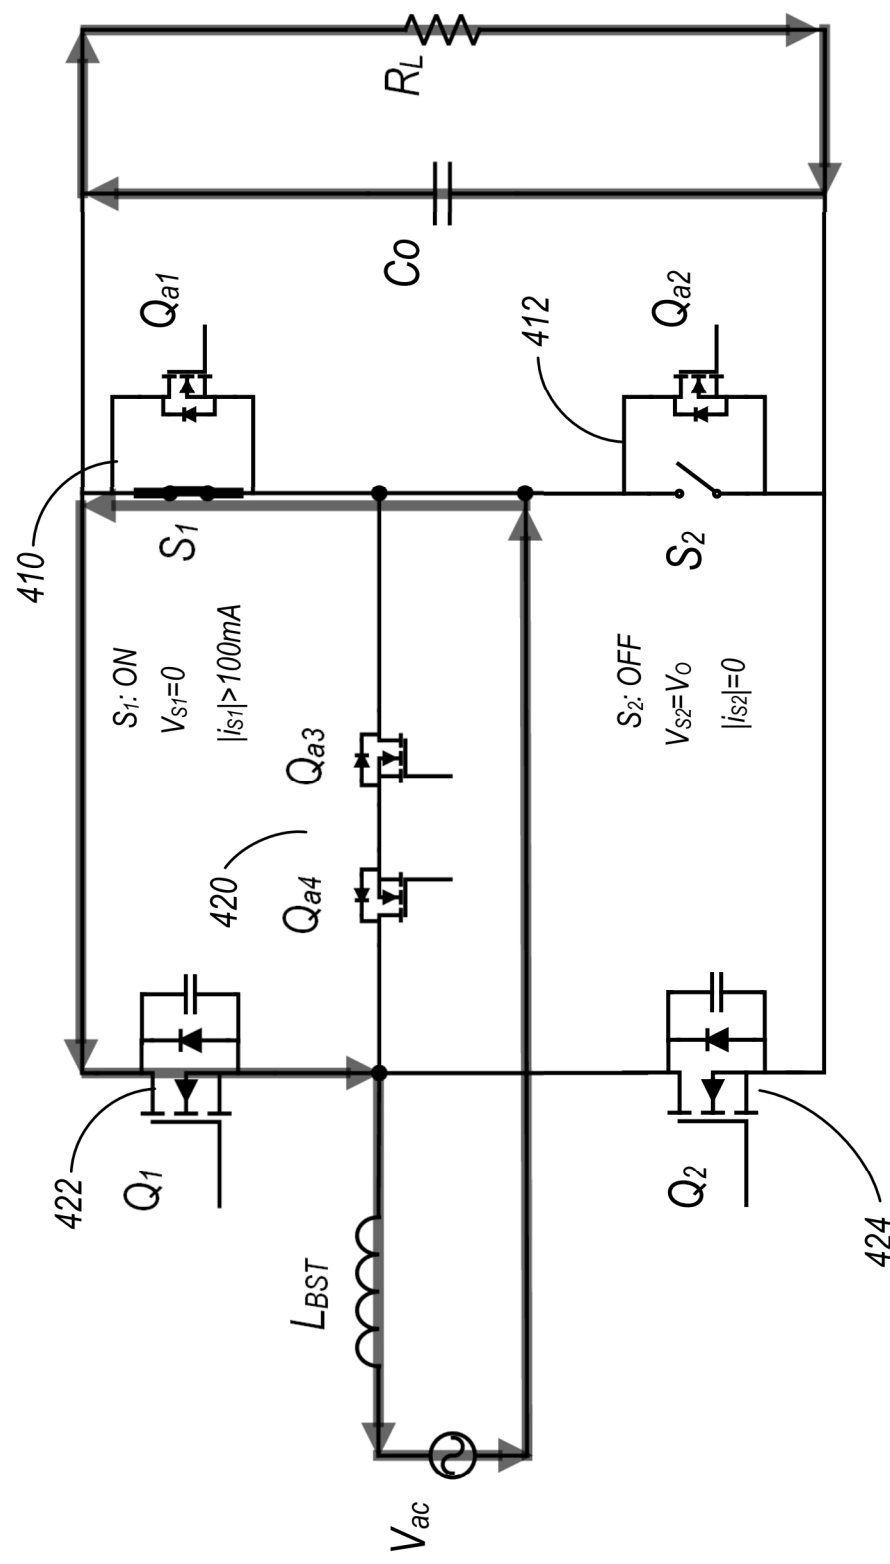 R_L
Co
Q_a1
Q_a2
412
410
S_1
S_2
S_1: ON
V_S1=0
|i_S1|>100mA
S_2: OFF
V_S2=V_O
|i_S2|=0
Q_a3
Q_a4
420
422
Q_1
Q_2
424
L_BST
V_ac